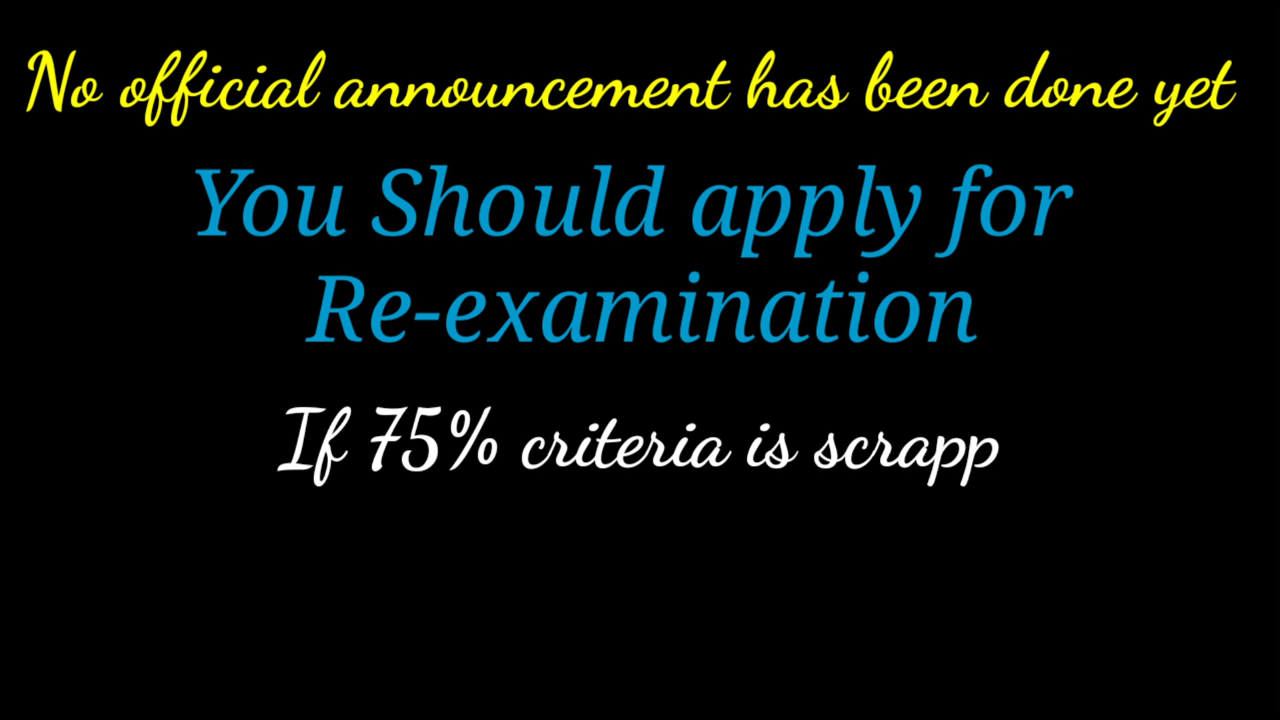 No official announcement has been done yet
You Should apply for
Re-examination
If 75% criteria is scrapp